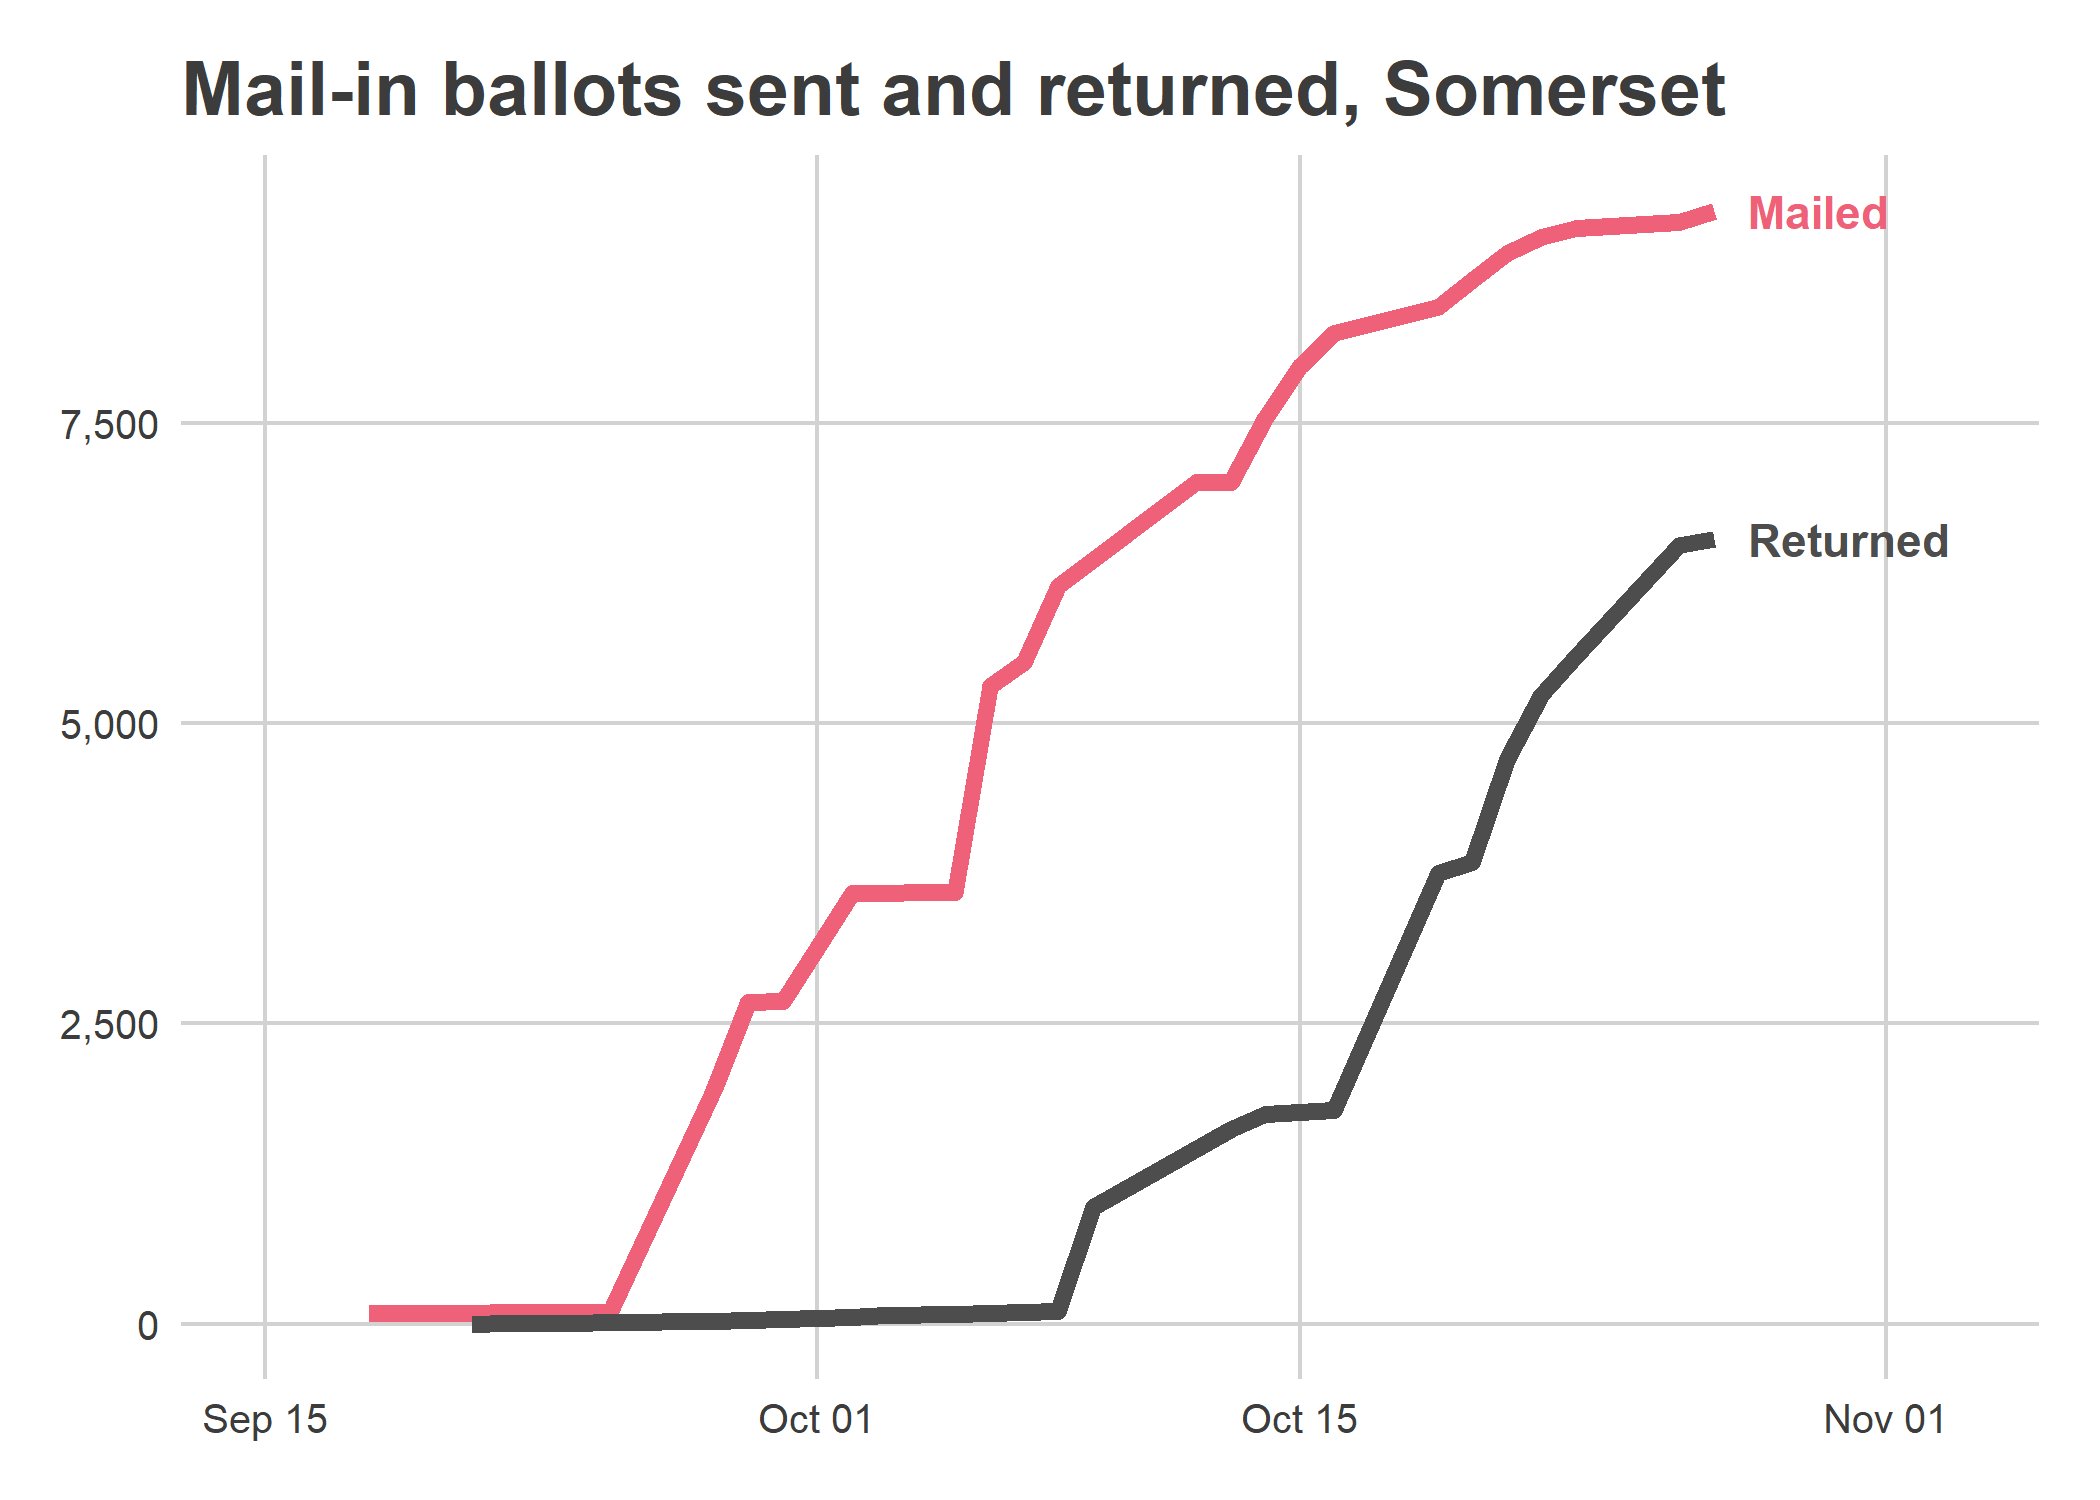 Mail-in ballots sent and returned, Somerset
Mailed
7,500
Returned
5,000
2,500
0
Sep 15
Oct 01
Oct 15
Nov 01